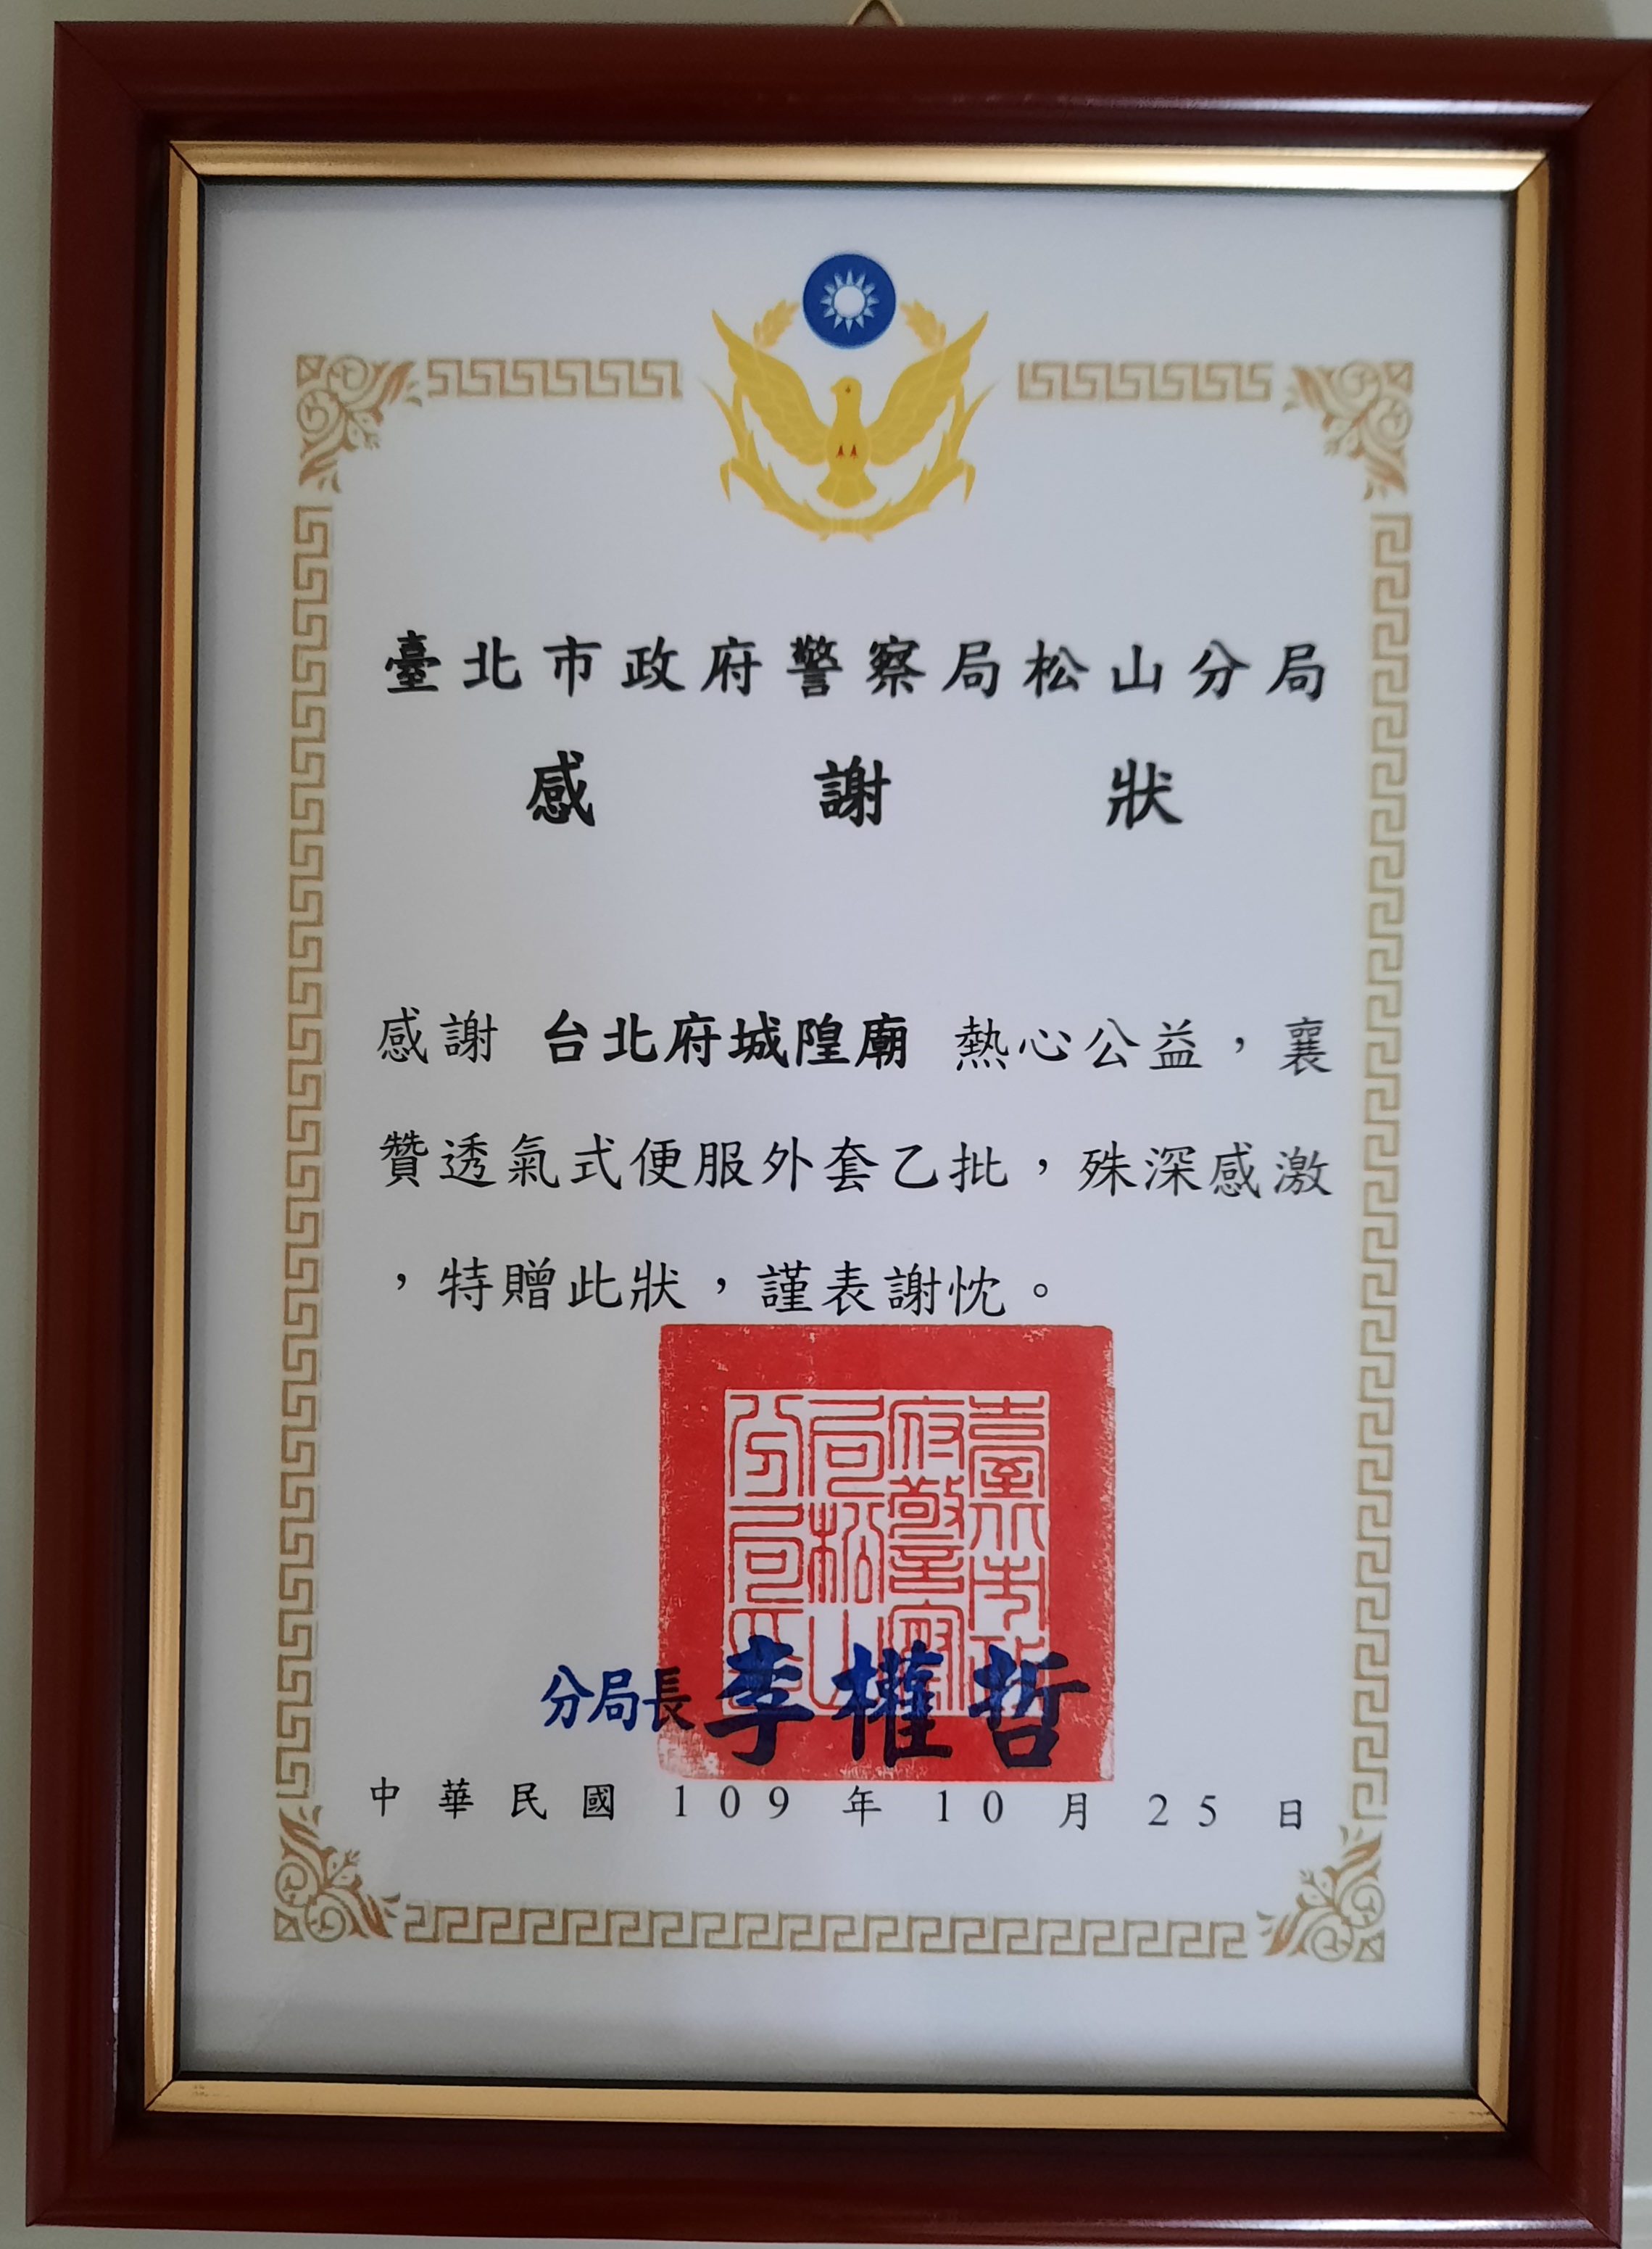 臺北市政府警察局松山分局
感謝狀
感謝 台北府城隍廟 熱心公益，襄
贊透氣式便服外套乙批，殊深感激
，特贈此狀，謹表謝忱。
分局長 李權哲
中華民國 109 年 10 月 25 日